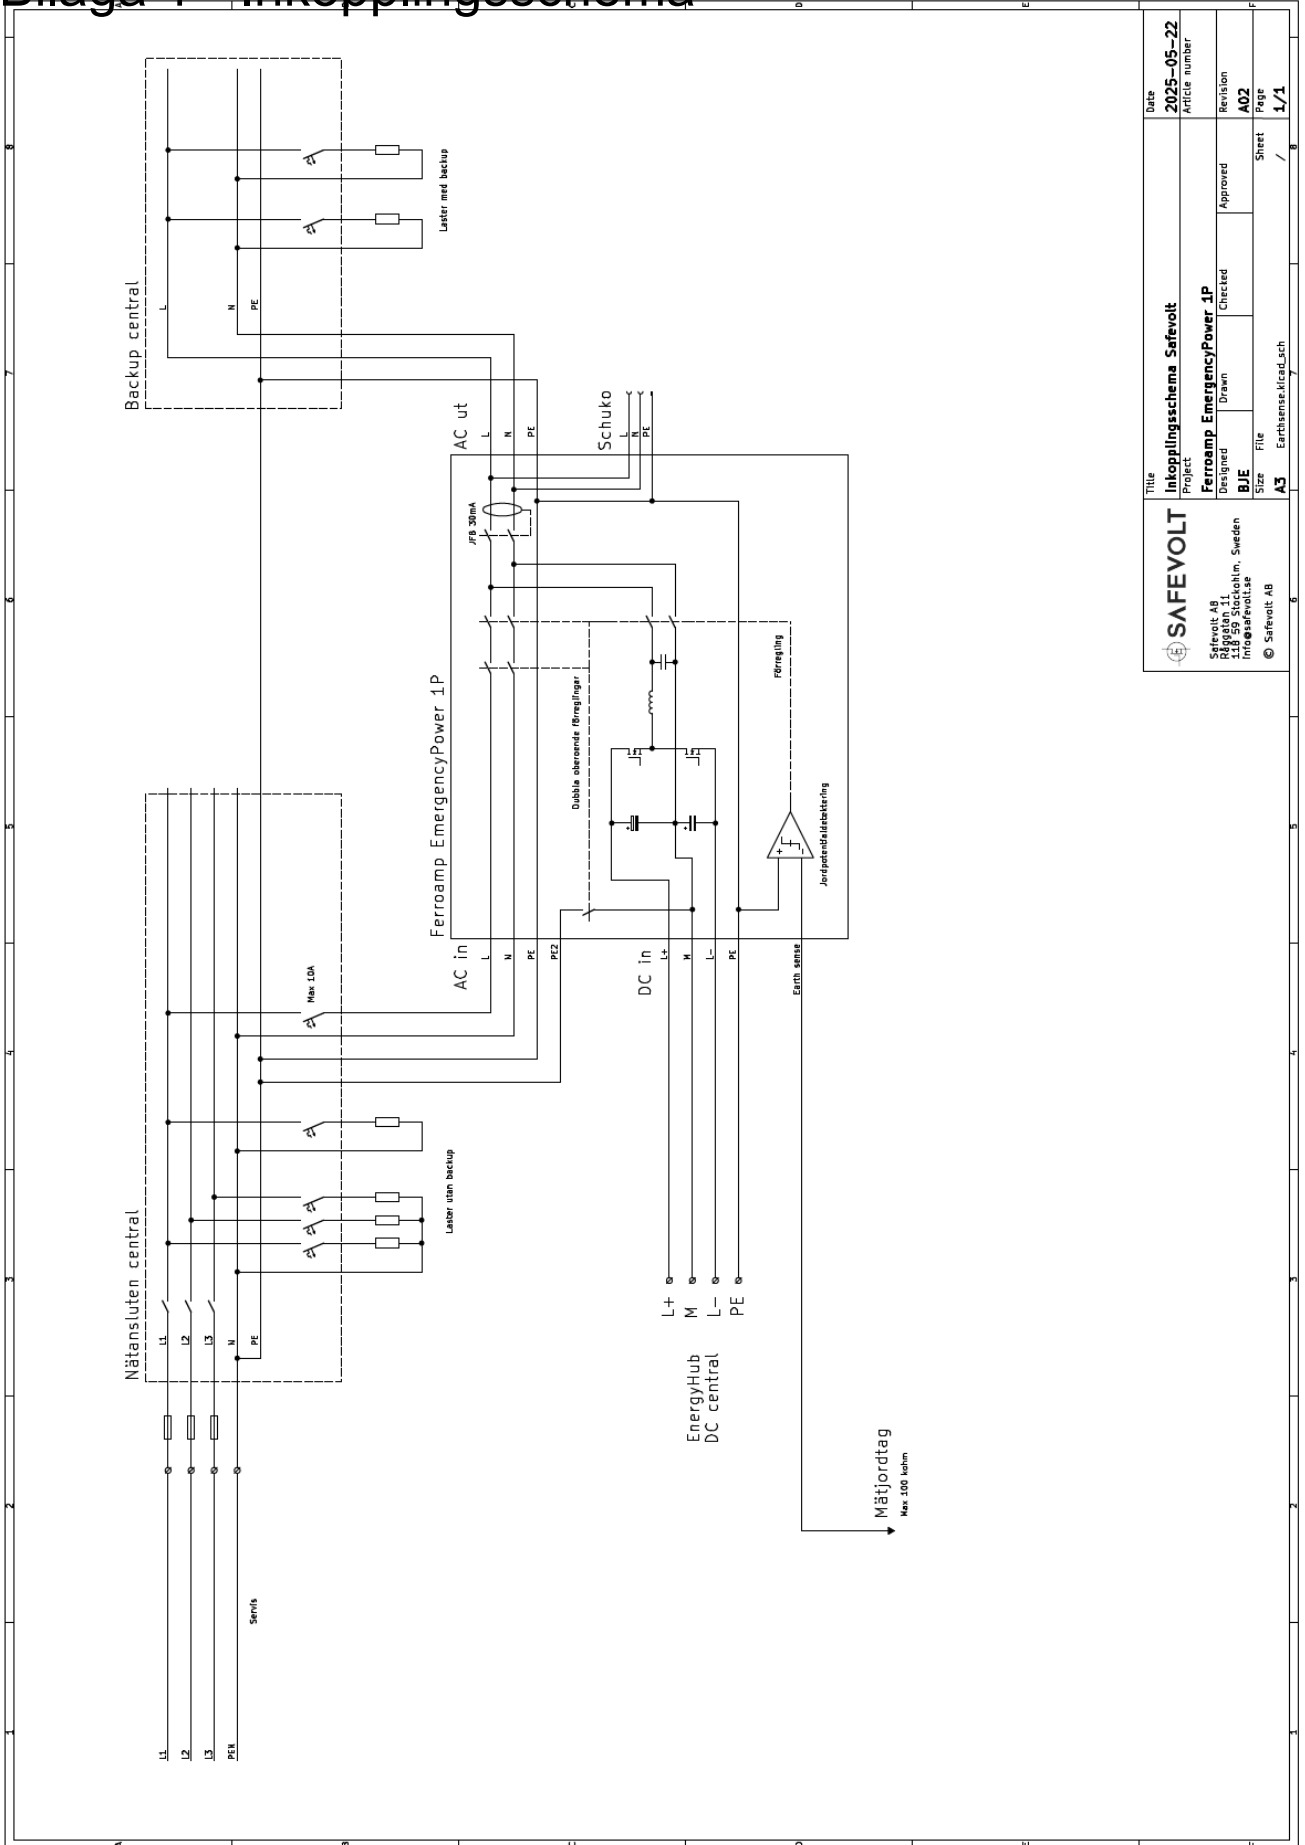 Bilaga 1 - Inkopplingsschema
Nätansluten central
Backup central
L1
L2
L3
PEN
Servis
L1
L2
L3
N
PE
Laster utan backup
Max 10A
L
N
PE
Laster med backup
Ferroamp EmergencyPower 1P
AC in
L
N
PE
PE2
DC in
L+
M
L-
PE
Earth sense
AC ut
L
N
PE
Schuko
L
N
PE
JFB 30mA
Dubbla oberoende förreglingar
Förregling
Jordpotentialdetektering
L+
M
L-
PE
EnergyHub
DC central
Mätjordtag
Max 100 kohm
SAFEVOLT
Safevolt AB
Råggatan 11
118 59 Stockohlm, Sweden
info@safevolt.se
© Safevolt AB
Title
Inkopplingsschema Safevolt
Date
2025-05-22
Project
Ferroamp EmergencyPower 1P
Article number
Designed
BJE
Drawn
Checked
Approved
Revision
A02
Size
A3
File
Earthsense.kicad_sch
Sheet
/
Page
1/1